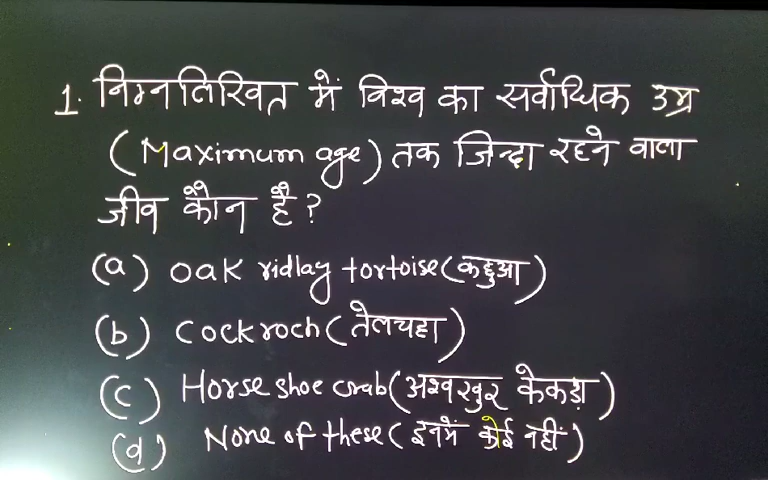 1. निम्नलिखित में विश्व का सर्वाधिक उम्र
(Maximum age) तक जिन्दा रहने वाला
जीव कौन है ?
(a) oak ridlay tortoise (कछुआ)
(b) Cockroch (तेलचट्टा)
(c) Horse shoe crab (अश्वखुर केकड़ा)
(d) None of these (इनमें कोई नहीं)